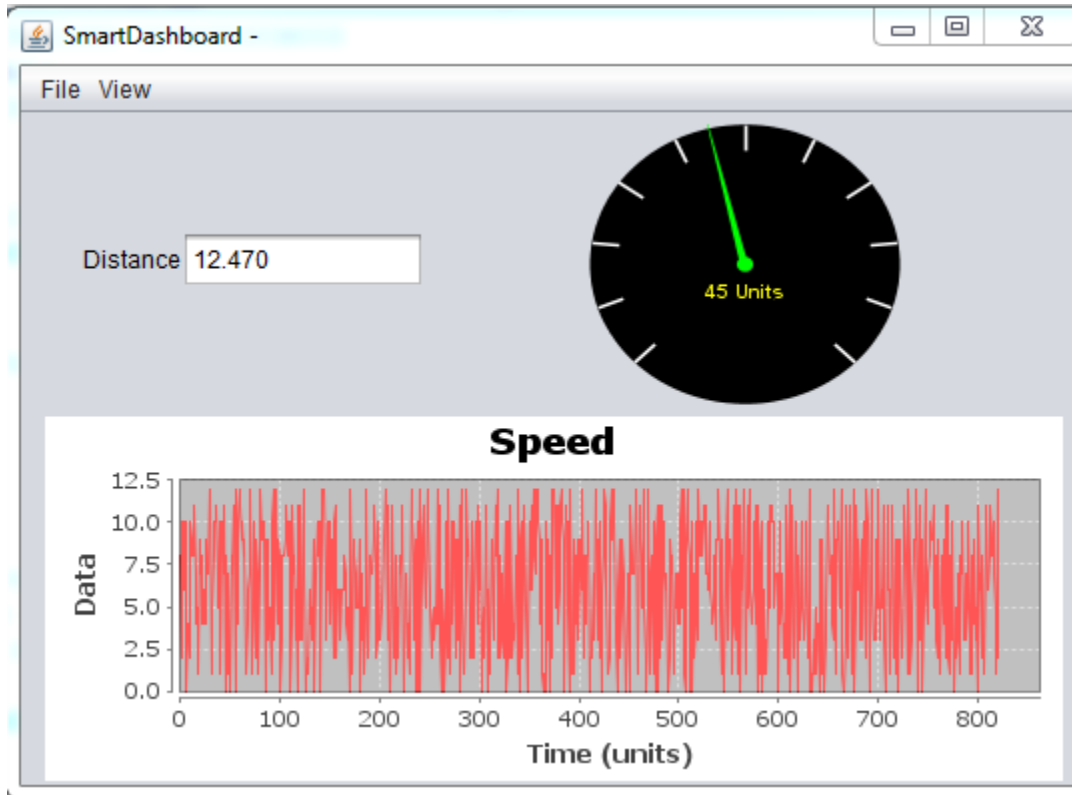 SmartDashboard -
File View
Distance 12.470
45 Units
Speed
12.5
10.0
7.5
5.0
2.5
0.0
Data
0 100 200 300 400 500 600 700 800
Time (units)